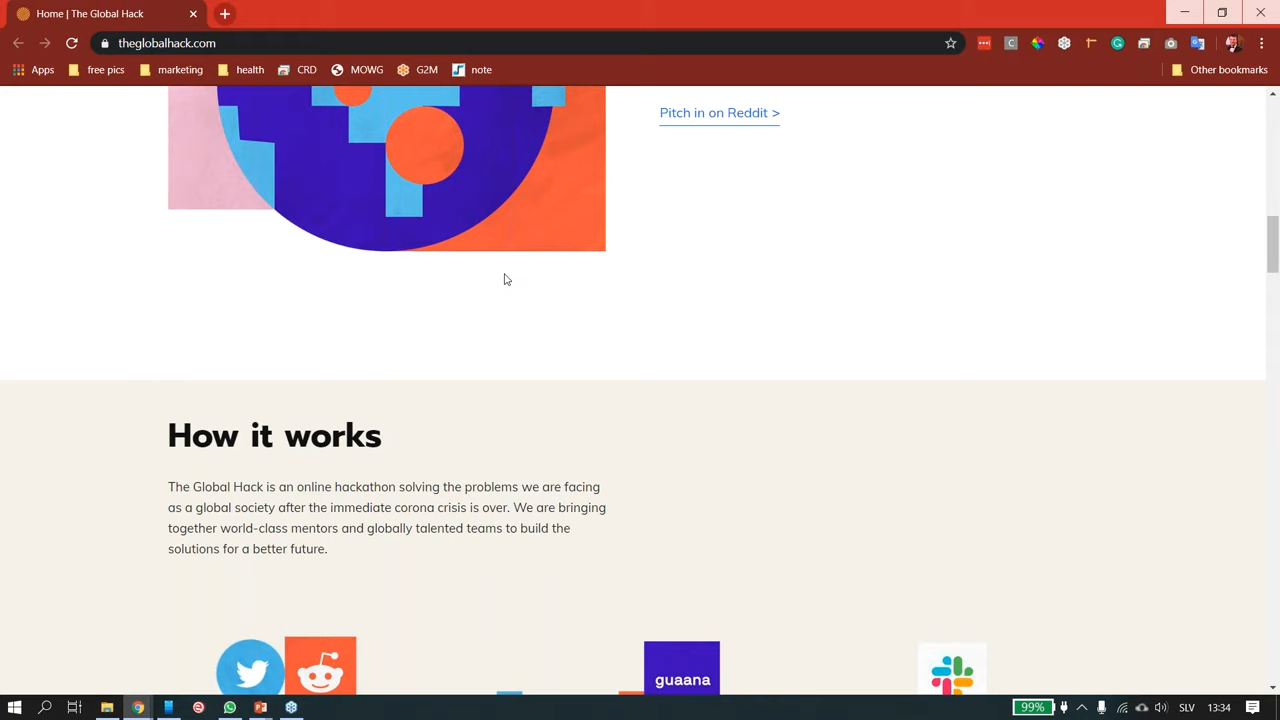 Home | The Global Hack
theglobalhack.com
Apps
free pics
marketing
health
CRD
MOWG
G2M
note
Other bookmarks
Pitch in on Reddit >
How it works
The Global Hack is an online hackathon solving the problems we are facing
as a global society after the immediate corona crisis is over. We are bringing
together world-class mentors and globally talented teams to build the
solutions for a better future.
guaana
99%
SLV
13:34